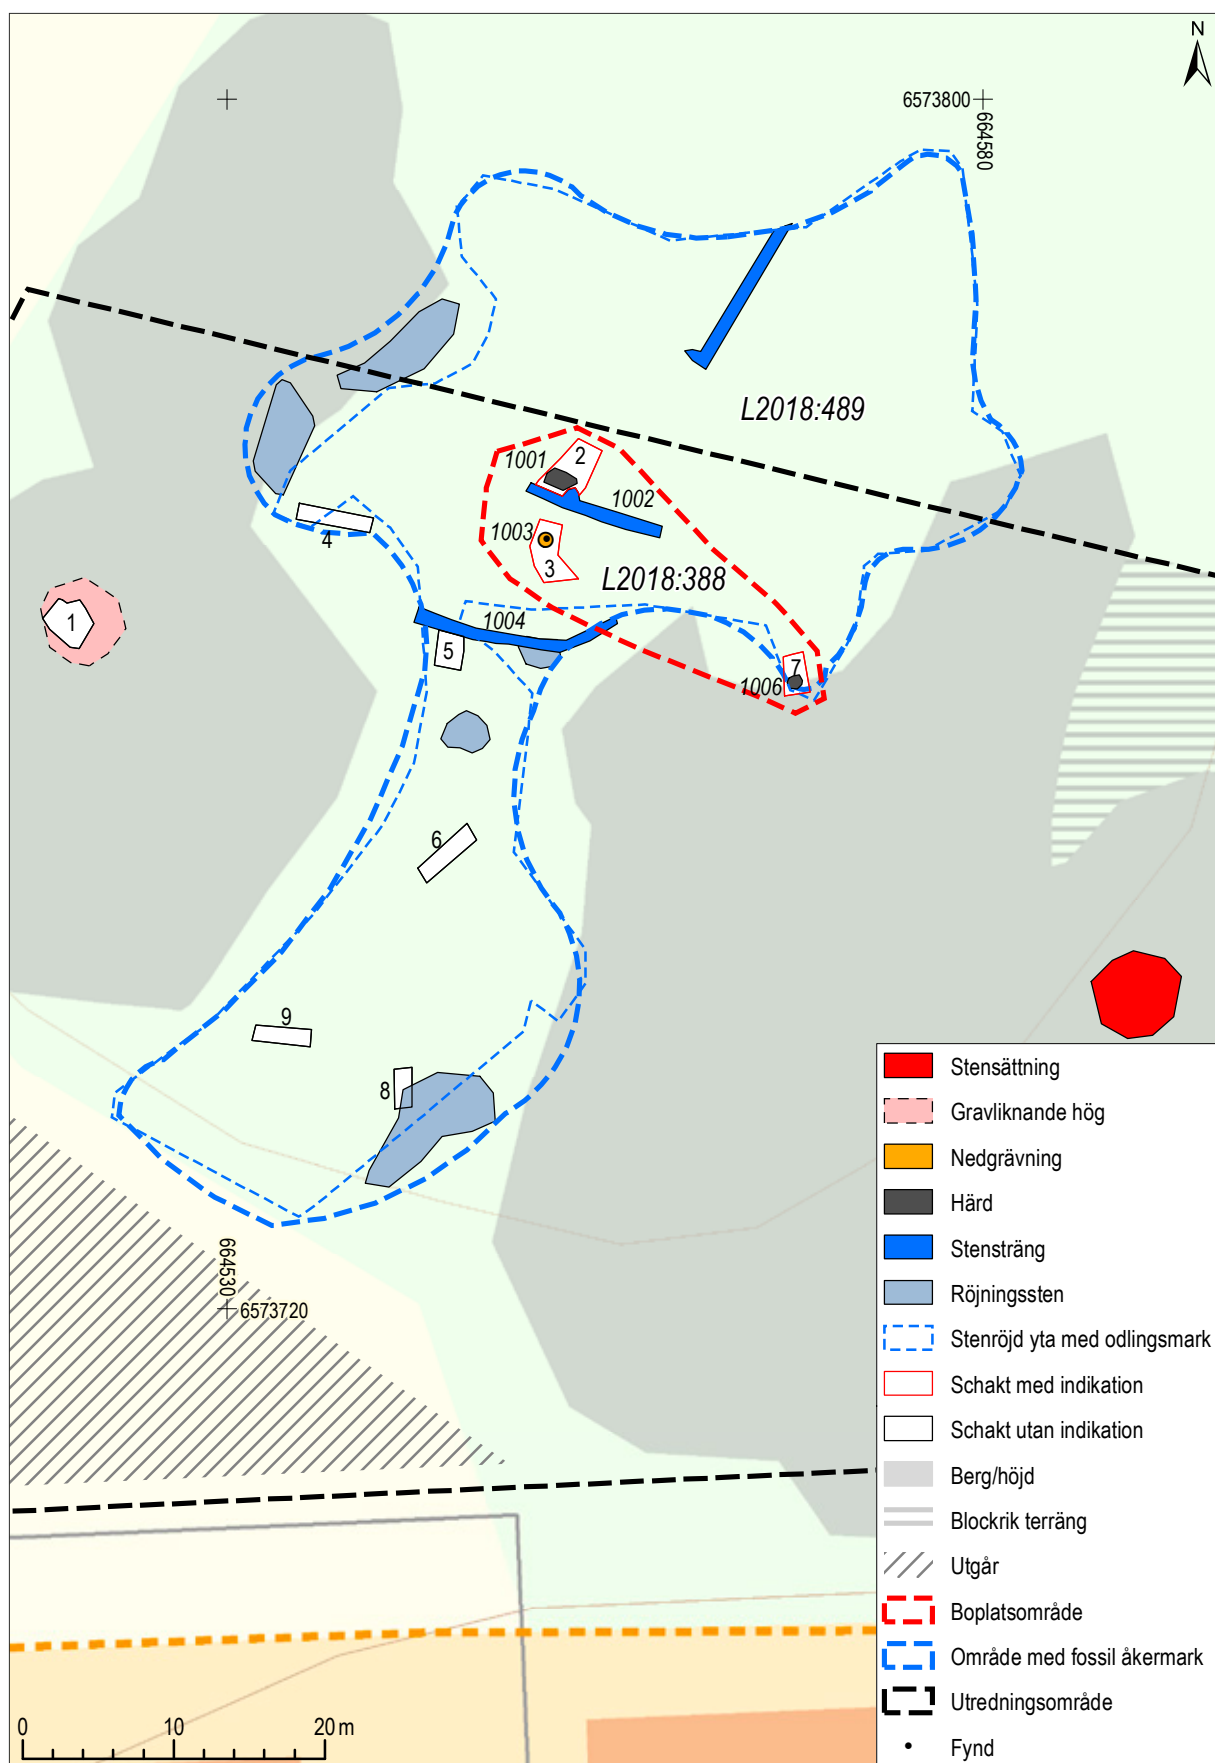 N
6573800
664580
L2018:489
1001
2
1002
1003
3
L2018:388
4
1
1004
5
7
1006
6
9
8
664530
6573720
Stensättning
Gravliknande hög
Nedgrävning
Härd
Stensträng
Röjningssten
Stenröjd yta med odlingsmark
Schakt med indikation
Schakt utan indikation
Berg/höjd
Blockrik terräng
Utgår
Boplatsområde
Område med fossil åkermark
Utredningsområde
Fynd
0 10 20 m